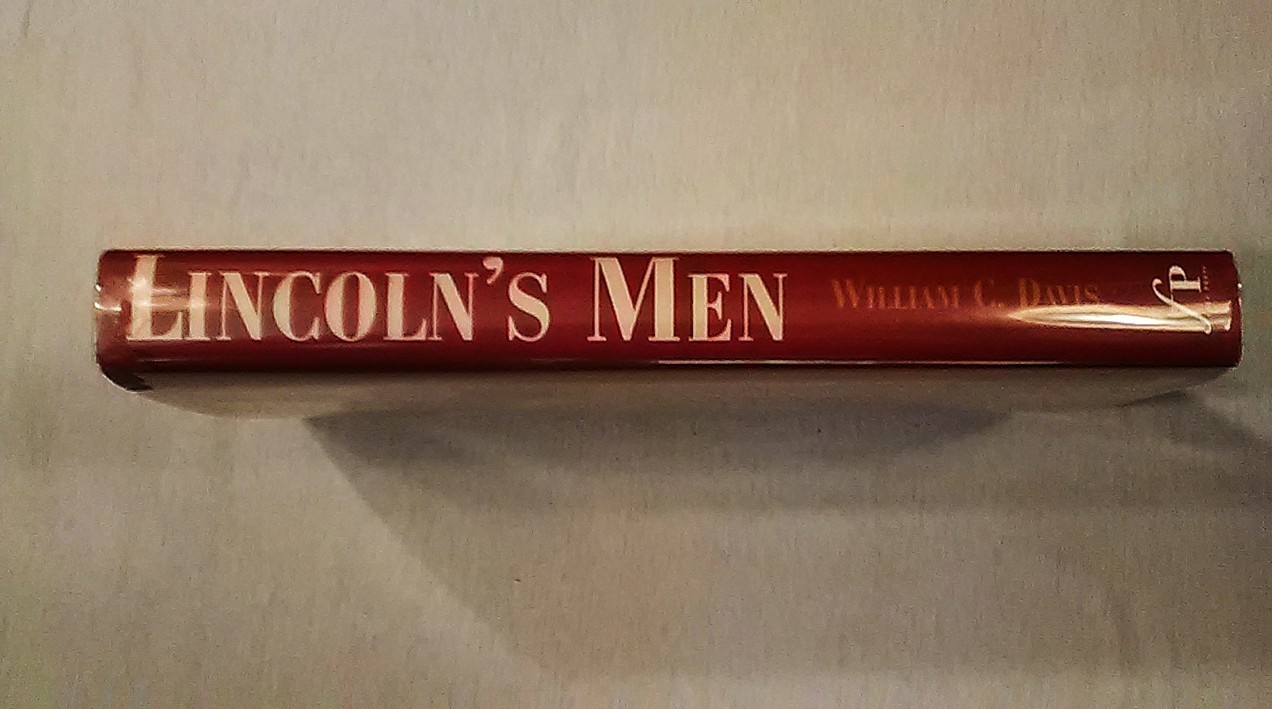 LINCOLN'S MEN
WILLIAM C. DAVIS
fP